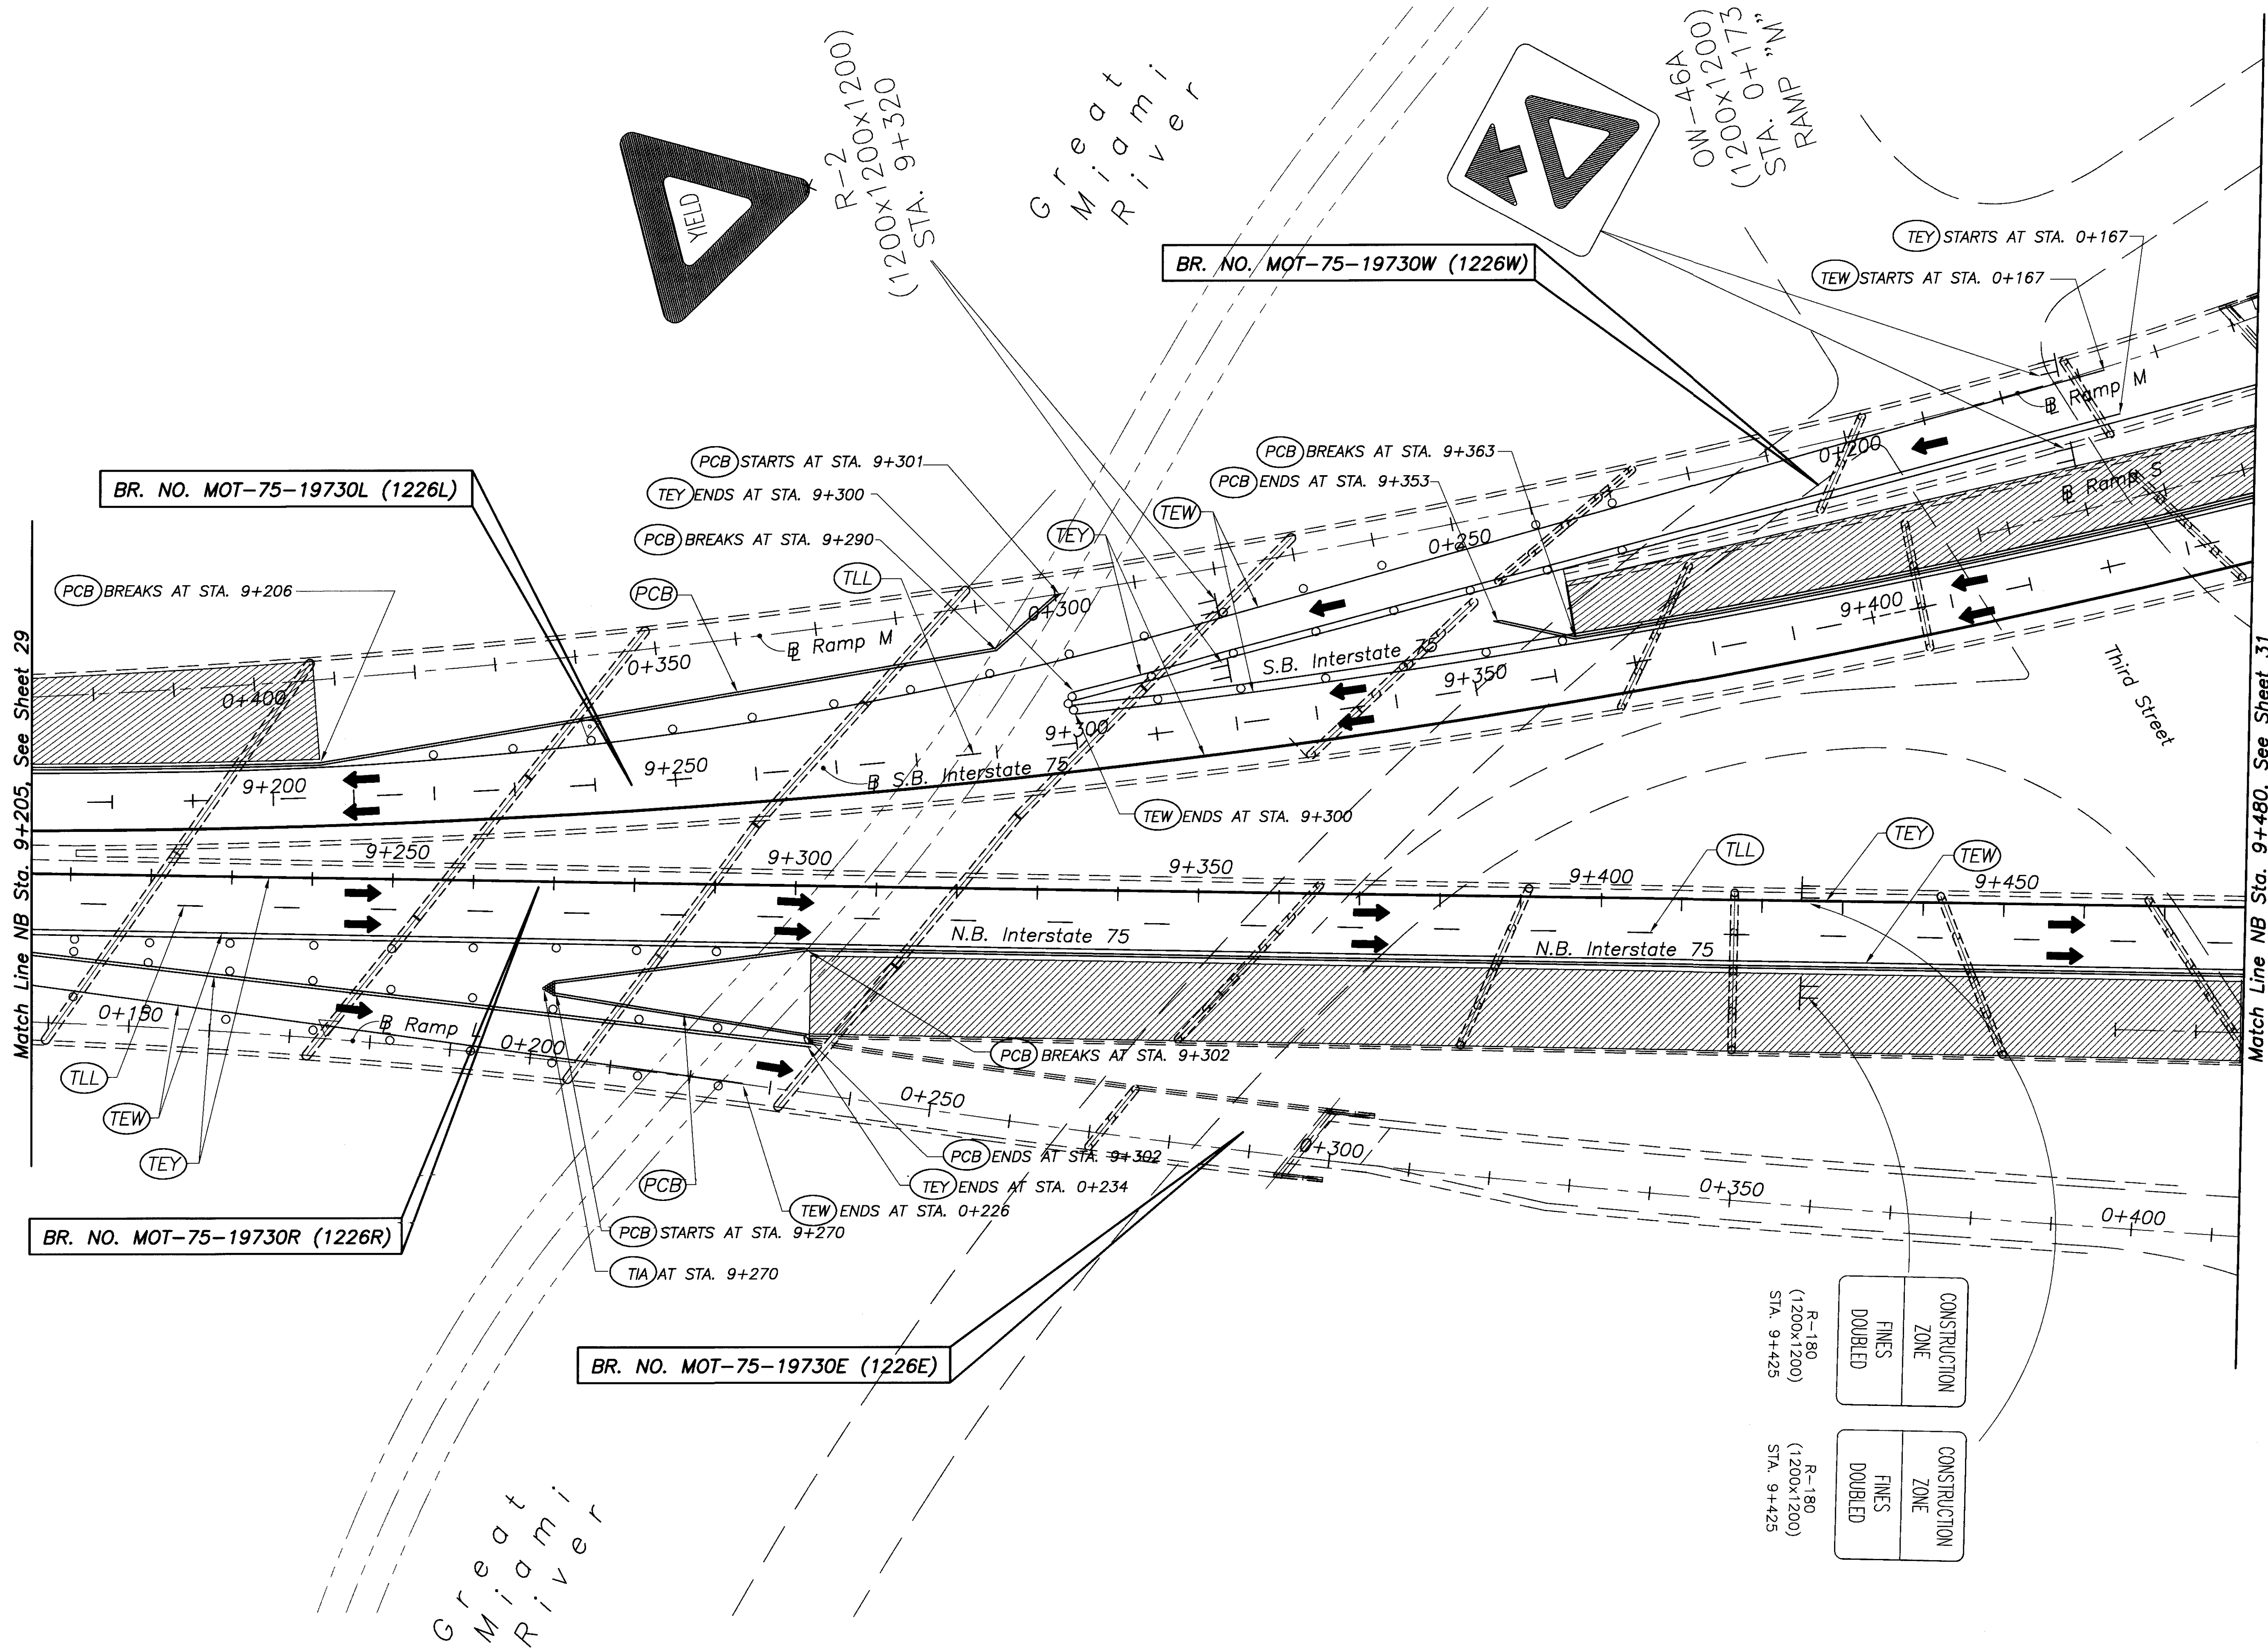 R-2
(1200x1200x1200)
STA. 9+320
YIELD
Great
Miami
River
OW-46A
(1200x1200)
STA. 0+173
RAMP "M"
BR. NO. MOT-75-19730W (1226W)
TEY STARTS AT STA. 0+167
TEW STARTS AT STA. 0+167
BR. NO. MOT-75-19730L (1226L)
PCB STARTS AT STA. 9+301
TEY ENDS AT STA. 9+300
PCB BREAKS AT STA. 9+290
PCB BREAKS AT STA. 9+363
PCB ENDS AT STA. 9+353
TEW
TEY
TLL
PCB
PCB BREAKS AT STA. 9+206
Match Line NB Sta. 9+205, See Sheet 29
Match Line NB Sta. 9+480, See Sheet 31
BL Ramp M
BL Ramp S
0+200
0+250
0+300
BL Ramp M
0+350
0+400
S.B. Interstate 75
9+400
9+350
9+300
BL S.B. Interstate 75
9+250
9+200
Third Street
TEW ENDS AT STA. 9+300
9+250
9+300
9+350
9+400
9+450
TLL
TEY
TEW
N.B. Interstate 75
N.B. Interstate 75
0+150
BL Ramp L
0+200
0+250
0+300
0+350
0+400
TLL
TEW
TEY
PCB BREAKS AT STA. 9+302
PCB ENDS AT STA. 9+302
TEY ENDS AT STA. 0+234
TEW ENDS AT STA. 0+226
PCB
PCB STARTS AT STA. 9+270
TIA AT STA. 9+270
BR. NO. MOT-75-19730R (1226R)
BR. NO. MOT-75-19730E (1226E)
CONSTRUCTION
ZONE
FINES
DOUBLED
R-180
(1200x1200)
STA. 9+425
CONSTRUCTION
ZONE
FINES
DOUBLED
R-180
(1200x1200)
STA. 9+425
Great
Miami
River